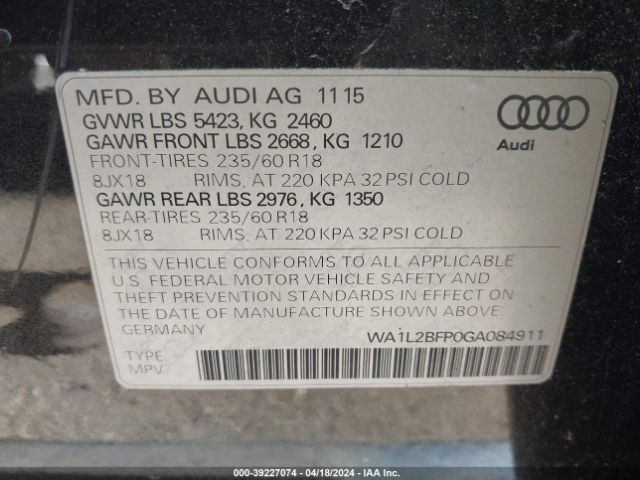 MFD. BY AUDI AG 11 15
GVWR LBS 5423, KG 2460
GAWR FRONT LBS 2668, KG 1210
FRONT-TIRES 235/60 R18
8JX18 RIMS, AT 220 KPA 32 PSI COLD
GAWR REAR LBS 2976, KG 1350
REAR-TIRES 235/60 R18
8JX18 RIMS, AT 220 KPA 32 PSI COLD
Audi
THIS VEHICLE CONFORMS TO ALL APPLICABLE
U.S. FEDERAL MOTOR VEHICLE SAFETY AND
THEFT PREVENTION STANDARDS IN EFFECT ON
THE DATE OF MANUFACTURE SHOWN ABOVE.
GERMANY
WA1L2BFP0GA084911
TYPE:
MPV
000-39227074 / 04/18/2024 - IAA Inc.